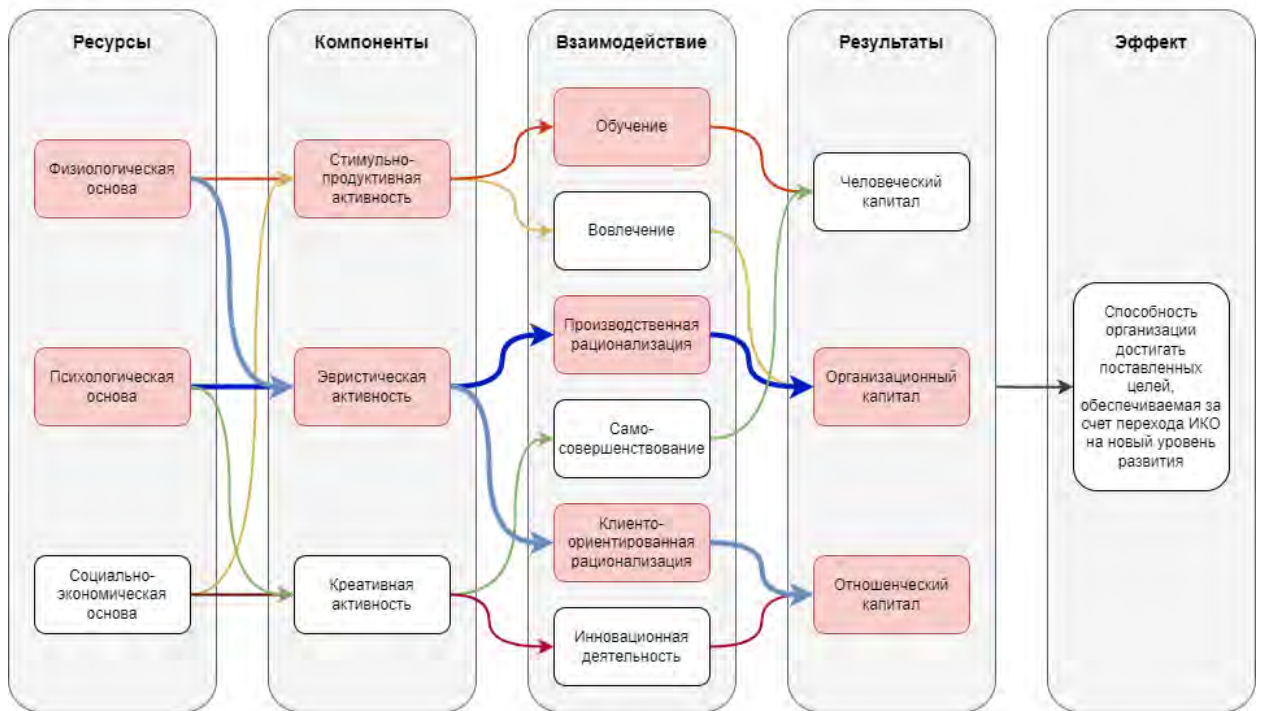 Ресурсы
Компоненты
Взаимодействие
Результаты
Эффект
Физиологическая
основа
Психологическая
основа
Социально-
экономическая
основа
Стимульно-
продуктивная
активность
Эвристическая
активность
Креативная
активность
Обучение
Вовлечение
Производственная
рационализация
Само-
совершенствование
Клиенто-
ориентированная
рационализация
Инновационная
деятельность
Человеческий
капитал
Организационный
капитал
Отношенческий
капитал
Способность
организации
достигать
поставленных
целей,
обеспечиваемая за
счет перехода ИКО
на новый уровень
развития